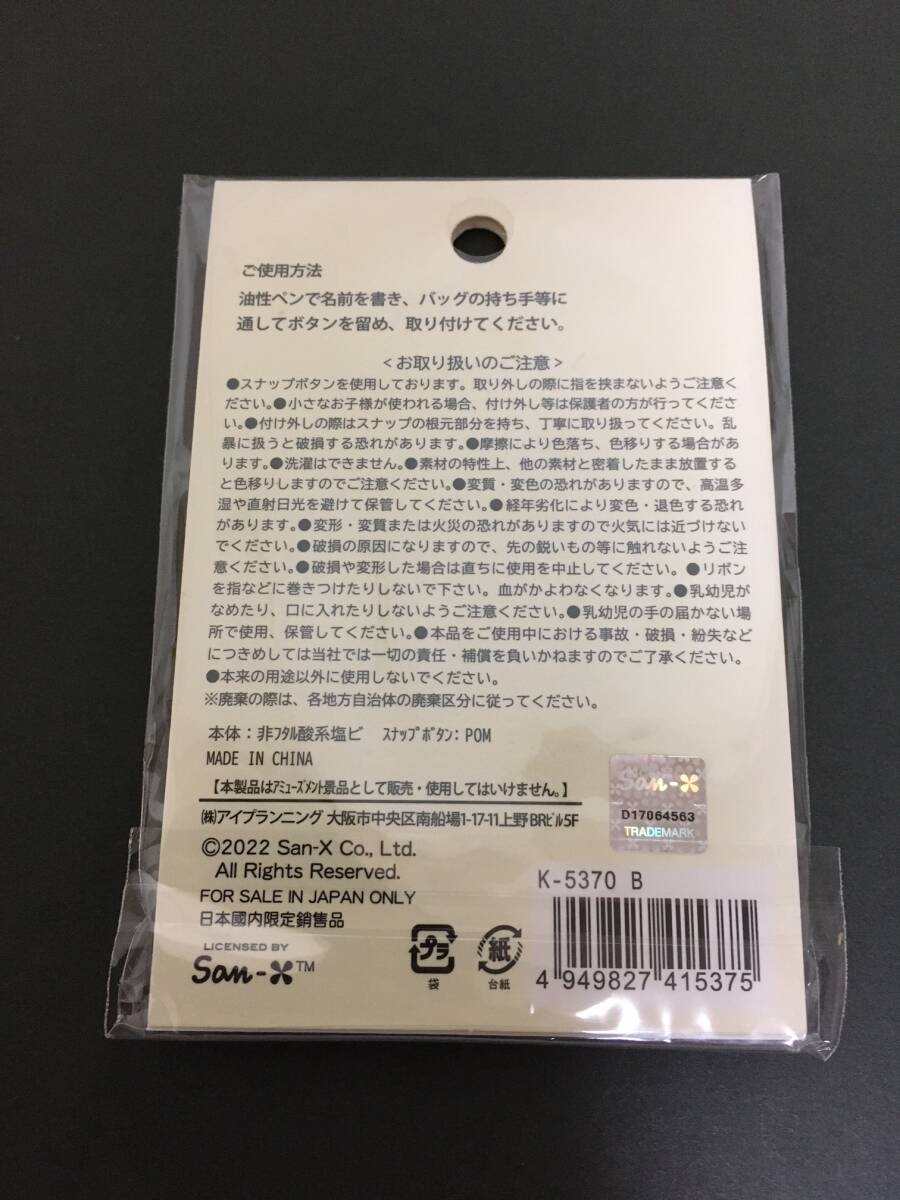 ご使用方法
油性ペンで名前を書き、バッグの持ち手等に
通してボタンを留め、取り付けてください。
<お取り扱いのご注意>
●スナップボタンを使用しております。取り外しの際に指を挟まないようご注意く
ださい。●小さなお子様が使われる場合、付け外し等は保護者の方が行ってくださ
い。●付け外しの際はスナップの根元部分を持ち、丁寧に取り扱ってください。乱
暴に扱うと破損する恐れがあります。●摩擦により色落ち、色移りする場合があ
ります。●洗濯はできません。●素材の特性上、他の素材と密着したまま放置する
と色移りしますのでご注意ください。●変質・変色の恐れがありますので、高温多
湿や直射日光を避けて保管してください。●経年劣化により変色・退色する恐れ
があります。●変形・変質または火災の恐れがありますので火気には近づけない
でください。●破損の原因になりますので、先の鋭いもの等に触れないようご注
意ください。●破損や変形した場合は直ちに使用を中止してください。●リボン
を指などに巻きつけたりしないで下さい。血がかよわなくなります。●乳幼児が
なめたり、口に入れたりしないようご注意ください。●乳幼児の手の届かない場
所で使用、保管してください。●本品をご使用中における事故・破損・紛失など
につきめしては当社では一切の責任・補償を負いかねますのでご了承ください。
●本来の用途以外に使用しないでください。
※廃棄の際は、各地方自治体の廃棄区分に従ってください。
本体：非ﾌﾀﾙ酸系塩ビ ｽﾅｯﾌﾟﾎﾞﾀﾝ：POM
MADE IN CHINA
【本製品はｱﾐｭｰｽﾞﾒﾝﾄ景品として販売・使用してはいけません。】
㈱アイプランニング 大阪市中央区南船場1-17-11上野BRﾋﾞﾙ5F
©2022 San-X Co., Ltd.
All Rights Reserved.
FOR SALE IN JAPAN ONLY
日本國内限定銷售品
LICENSED BY
San-X™
プラ
袋
紙
台紙
San-X
D17064563
TRADEMARK
K-5370 B
4 949827 415375